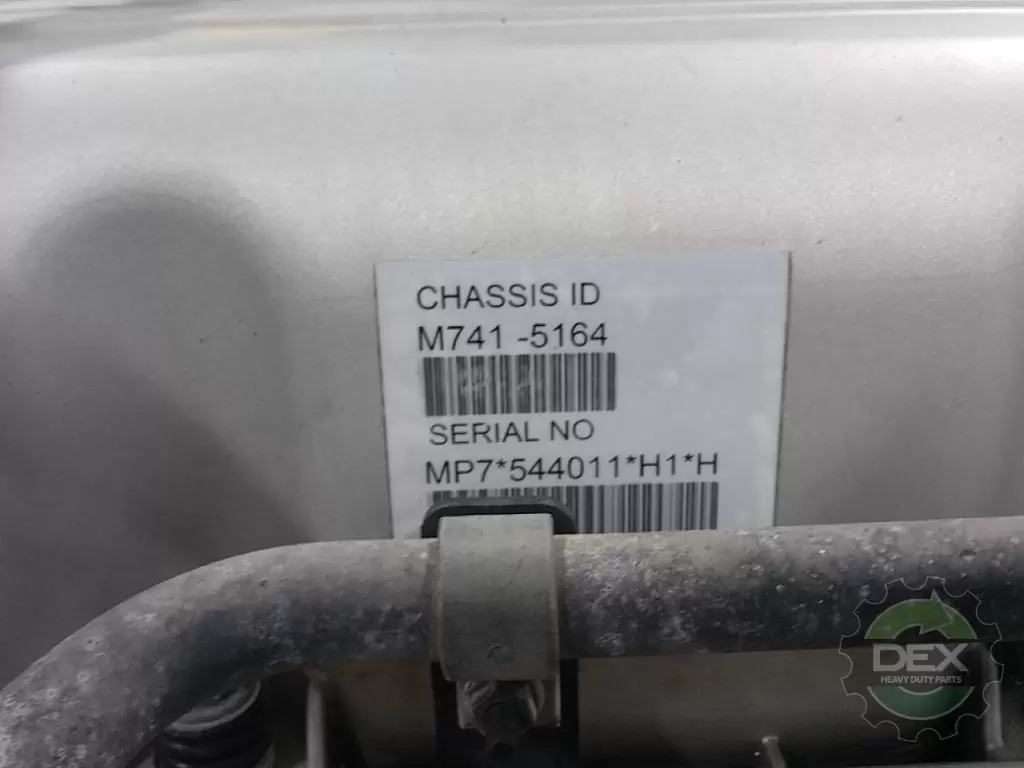 CHASSIS ID
M741 -5164
SERIAL NO
MP7*544011*H1*H
DEX
HEAVY DUTY PARTS